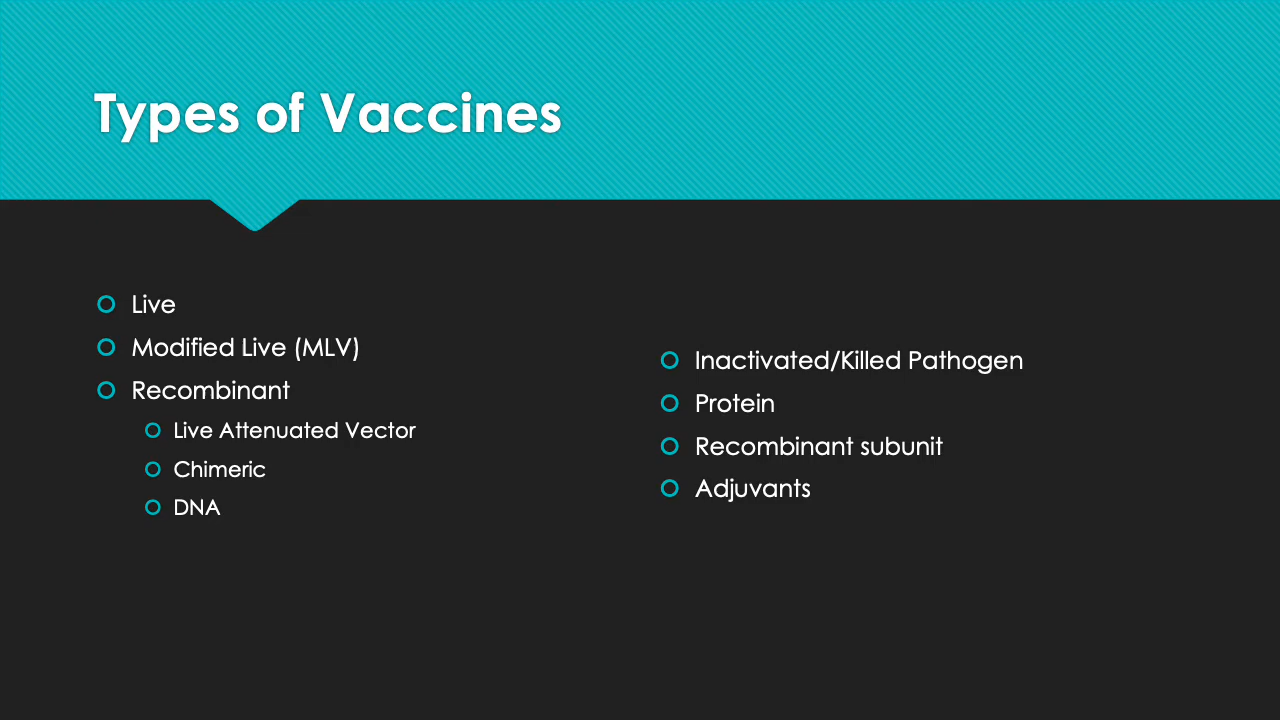 Types of Vaccines
Live
Modified Live (MLV)
Recombinant
Live Attenuated Vector
Chimeric
DNA
Inactivated/Killed Pathogen
Protein
Recombinant subunit
Adjuvants